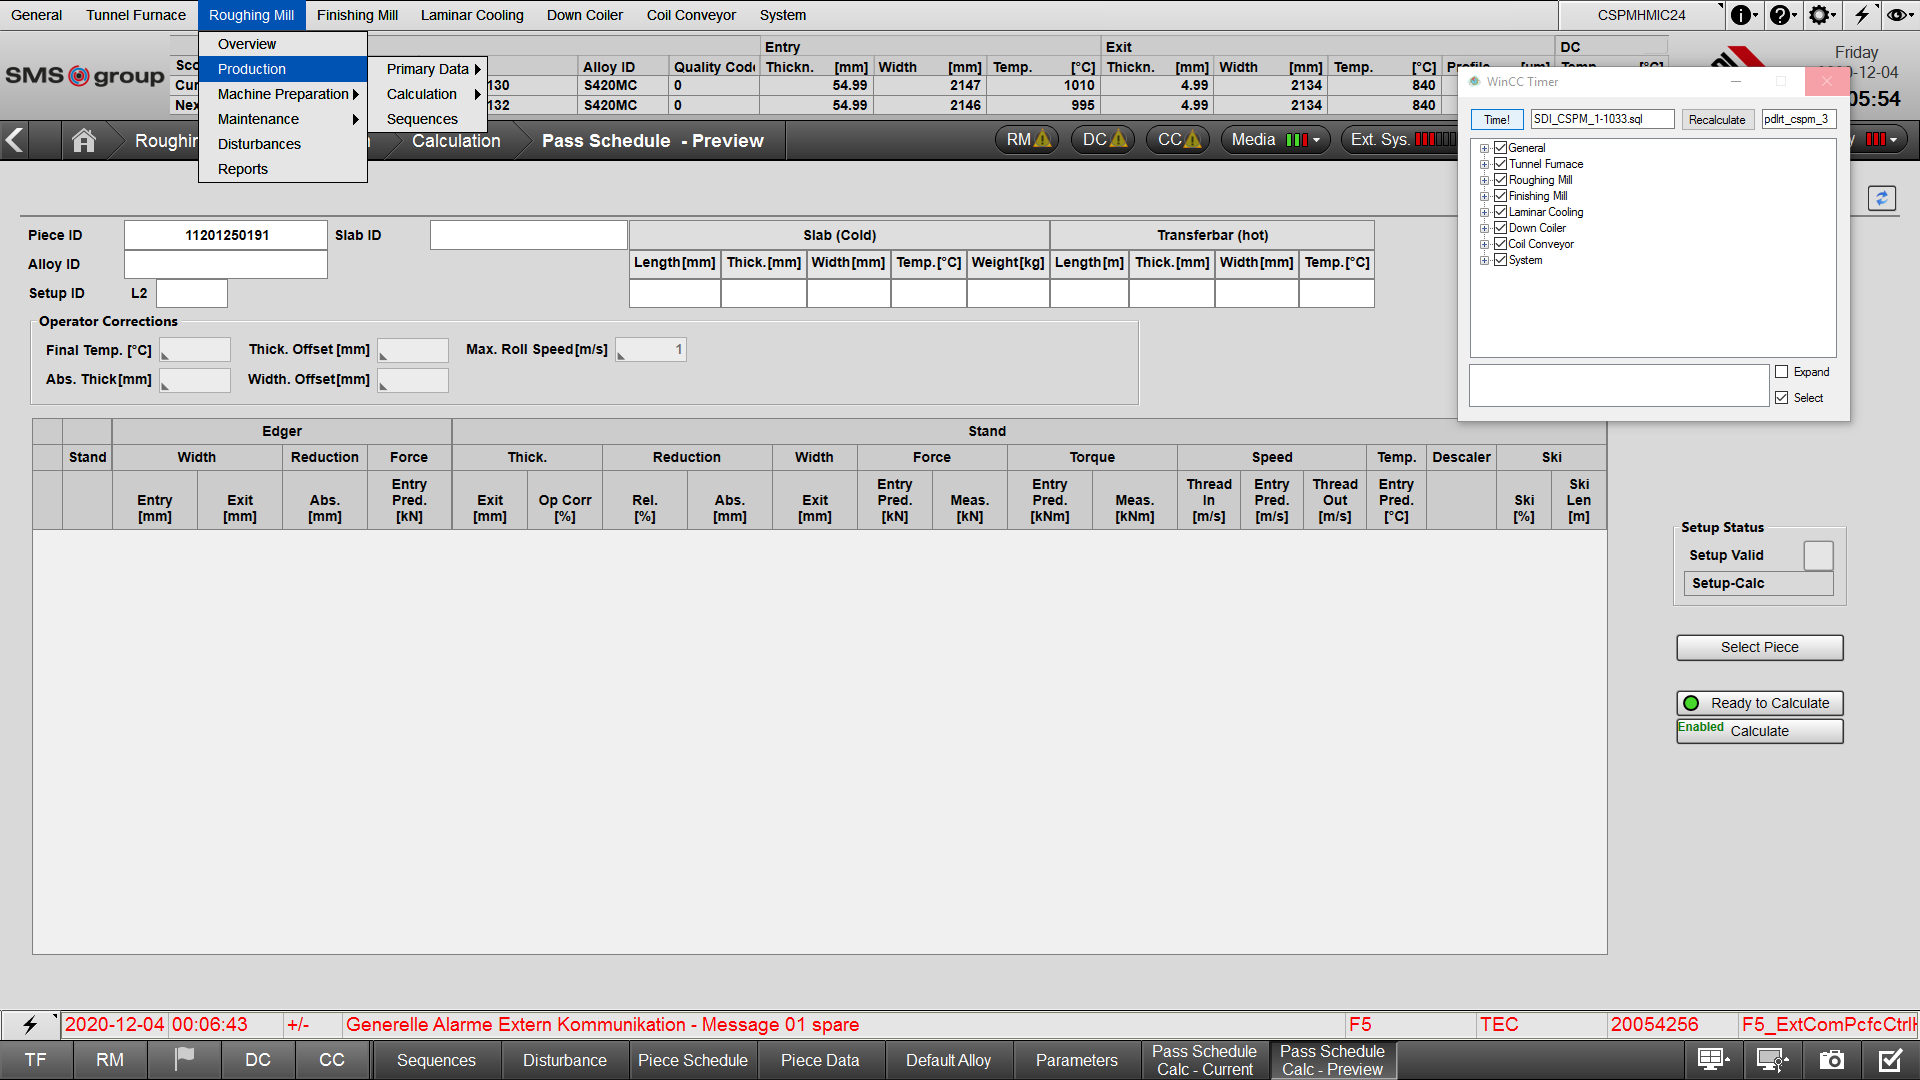 General Tunnel Furnace Roughing Mill Finishing Mill Laminar Cooling Down Coiler Coil Conveyor System CSPMHMIC24
Overview
Production
Machine Preparation
Maintenance
Disturbances
Reports
Primary Data
Calculation
Sequences
SMS group
Entry Exit DC
Alloy ID Quality Thickn. [mm] Width [mm] Temp. [°C] Thickn. [mm] Width [mm] Temp. [°C]
130 S420MC 0 54.99 2147 1010 4.99 2134 840
Nex 132 S420MC 0 54.99 2146 995 4.99 2134 840
Friday
-12-04
05:54
Calculation Pass Schedule - Preview RM DC CC Media Ext. Sys.
WinCC Timer
Time! SDI_CSPM_1-1033.sql Recalculate pdlrt_cspm_3
General
Tunnel Furnace
Roughing Mill
Finishing Mill
Laminar Cooling
Down Coiler
Coil Conveyor
System
Expand
Select
Piece ID 11201250191 Slab ID Slab (Cold) Transferbar (hot)
Alloy ID Length[mm] Thick.[mm] Width[mm] Temp.[°C] Weight[kg] Length[m] Thick.[mm] Width[mm] Temp.[°C]
Setup ID L2
Operator Corrections
Final Temp. [°C] Thick. Offset [mm] Max. Roll Speed[m/s] 1
Abs. Thick[mm] Width. Offset[mm]
Edger Stand
Stand Width Reduction Force Thick. Reduction Width Force Torque Speed Temp. Descaler Ski
Entry [mm] Exit [mm] Abs. [mm] Entry Pred. [kN] Exit [mm] Op Corr [%] Rel. [%] Abs. [mm] Exit [mm] Entry Pred. [kN] Meas. [kN] Entry Pred. [kNm] Meas. [kNm] Thread In [m/s] Entry Pred. [m/s] Thread Out [m/s] Entry Pred. [°C] Ski [%] Ski Len [m]
Setup Status
Setup Valid
Setup-Calc
Select Piece
Ready to Calculate
Enabled Calculate
2020-12-04 00:06:43 +/- Generelle Alarme Extern Kommunikation - Message 01 spare F5 TEC 20054256 F5_ExtComPcfcCtrl
TF RM DC CC Sequences Disturbance Piece Schedule Piece Data Default Alloy Parameters Pass Schedule Calc - Current Pass Schedule Calc - Preview